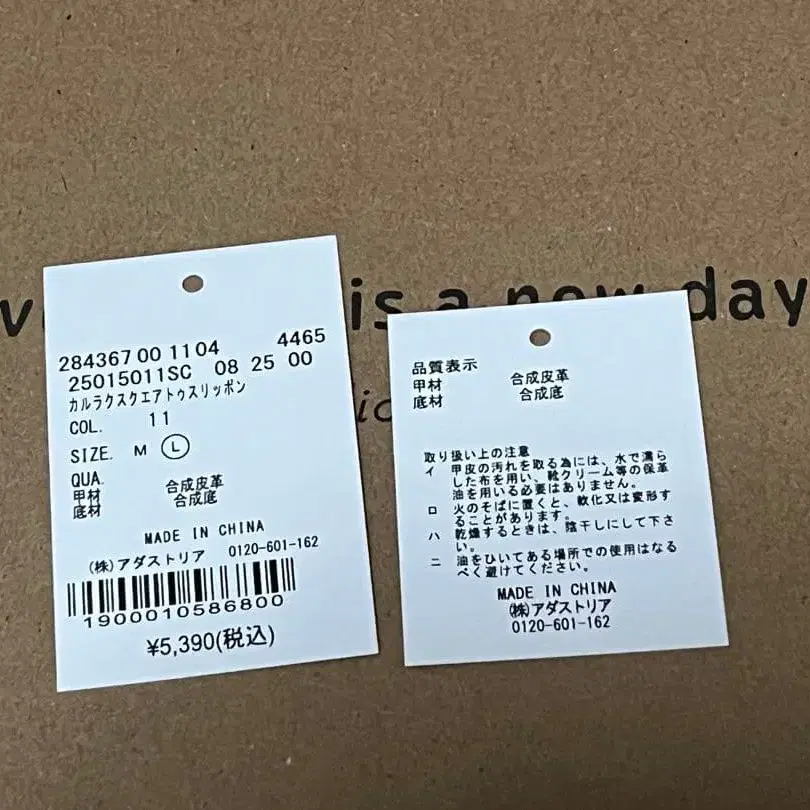 is a new day
284367 00 11 04 4465
25015011SC 08 25 00
カルラクスクエアトゥスリッポン
COL. 11
SIZE. M L
QUA.
甲材 合成皮革
底材 合成底
MADE IN CHINA
(株)アダストリア 0120-601-162
1900010586800
¥5,390(税込)
品質表示
甲材 合成皮革
底材 合成底
取り扱い上の注意
イ 甲皮の汚れを取る為には、水で濡ら
した布を用い、靴クリーム等の保革
油を用いる必要はありません。
ロ 火のそばに置くと、軟化又は変形す
ることがあります。
ハ 乾燥するときは、陰干しにして下さ
い。
ニ 油をひいてある場所での使用はなる
べく避けてください。
MADE IN CHINA
(株)アダストリア
0120-601-162